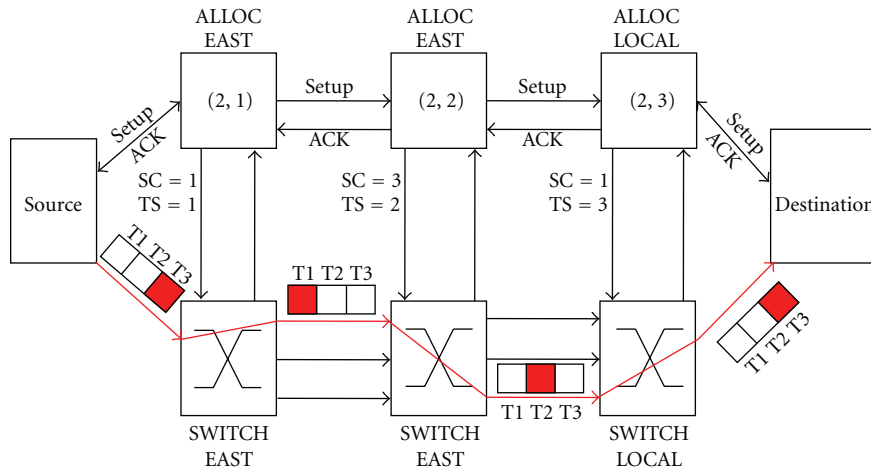 ALLOC
EAST
ALLOC
EAST
ALLOC
LOCAL
(2, 1)
Setup
ACK
(2, 2)
Setup
ACK
(2, 3)
Setup
ACK
Setup
ACK
Source
SC = 1
TS = 1
SC = 3
TS = 2
SC = 1
TS = 3
Destination
T1 T2 T3
T1 T2 T3
T1 T2 T3
T1 T2 T3
SWITCH
EAST
SWITCH
EAST
SWITCH
LOCAL